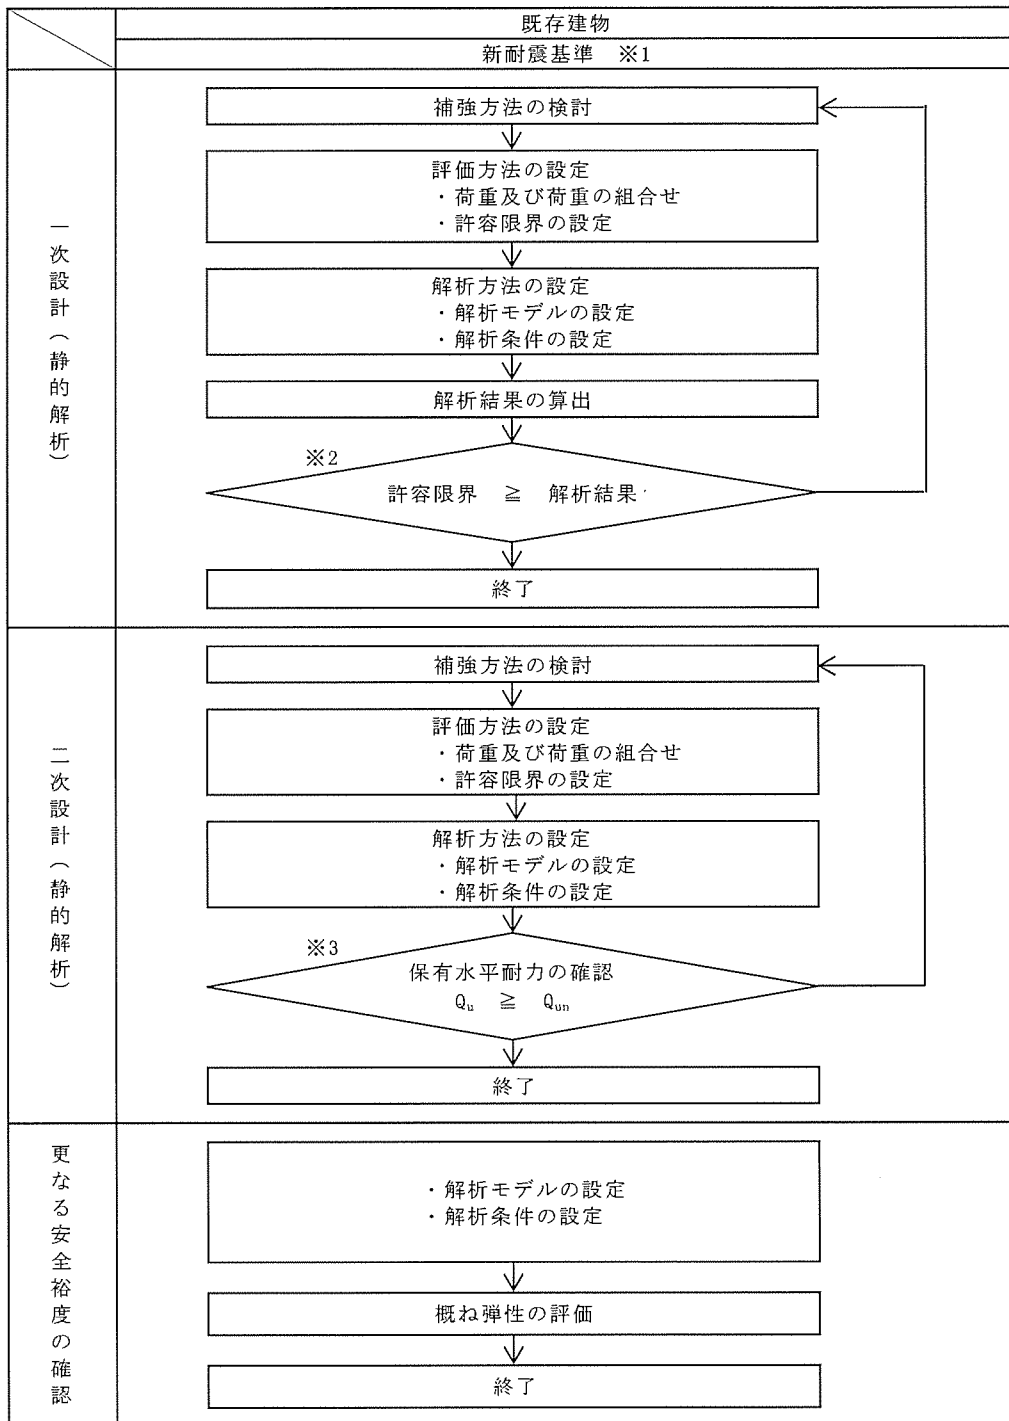 既存建物
新耐震基準　※1
一次設計(静的解析)
補強方法の検討
評価方法の設定
・荷重及び荷重の組合せ
・許容限界の設定
解析方法の設定
・解析モデルの設定
・解析条件の設定
解析結果の算出
※2
許容限界　≧　解析結果
終了
二次設計(静的解析)
補強方法の検討
評価方法の設定
・荷重及び荷重の組合せ
・許容限界の設定
解析方法の設定
・解析モデルの設定
・解析条件の設定
※3
保有水平耐力の確認
Qu　≧　Qun
終了
更なる安全裕度の確認
・解析モデルの設定
・解析条件の設定
概ね弾性の評価
終了